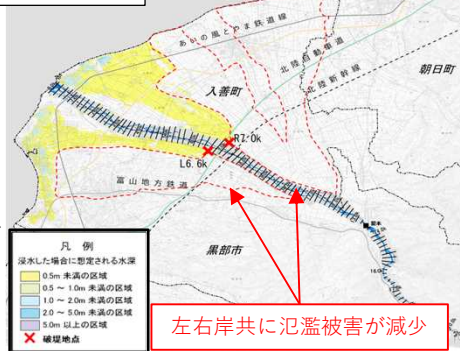 あいの風とやま鉄道線
北陸自動車道
北陸新幹線
朝日町
入善町
R7.0k
L6.6k
富山地方鉄道
黒部市
凡 例
浸水した場合に想定される水深
0.5m 未満の区域
0.5 ～ 1.0m 未満の区域
1.0 ～ 2.0m 未満の区域
2.0 ～ 5.0m 未満の区域
5.0m 以上の区域
破堤地点
左右岸共に氾濫被害が減少